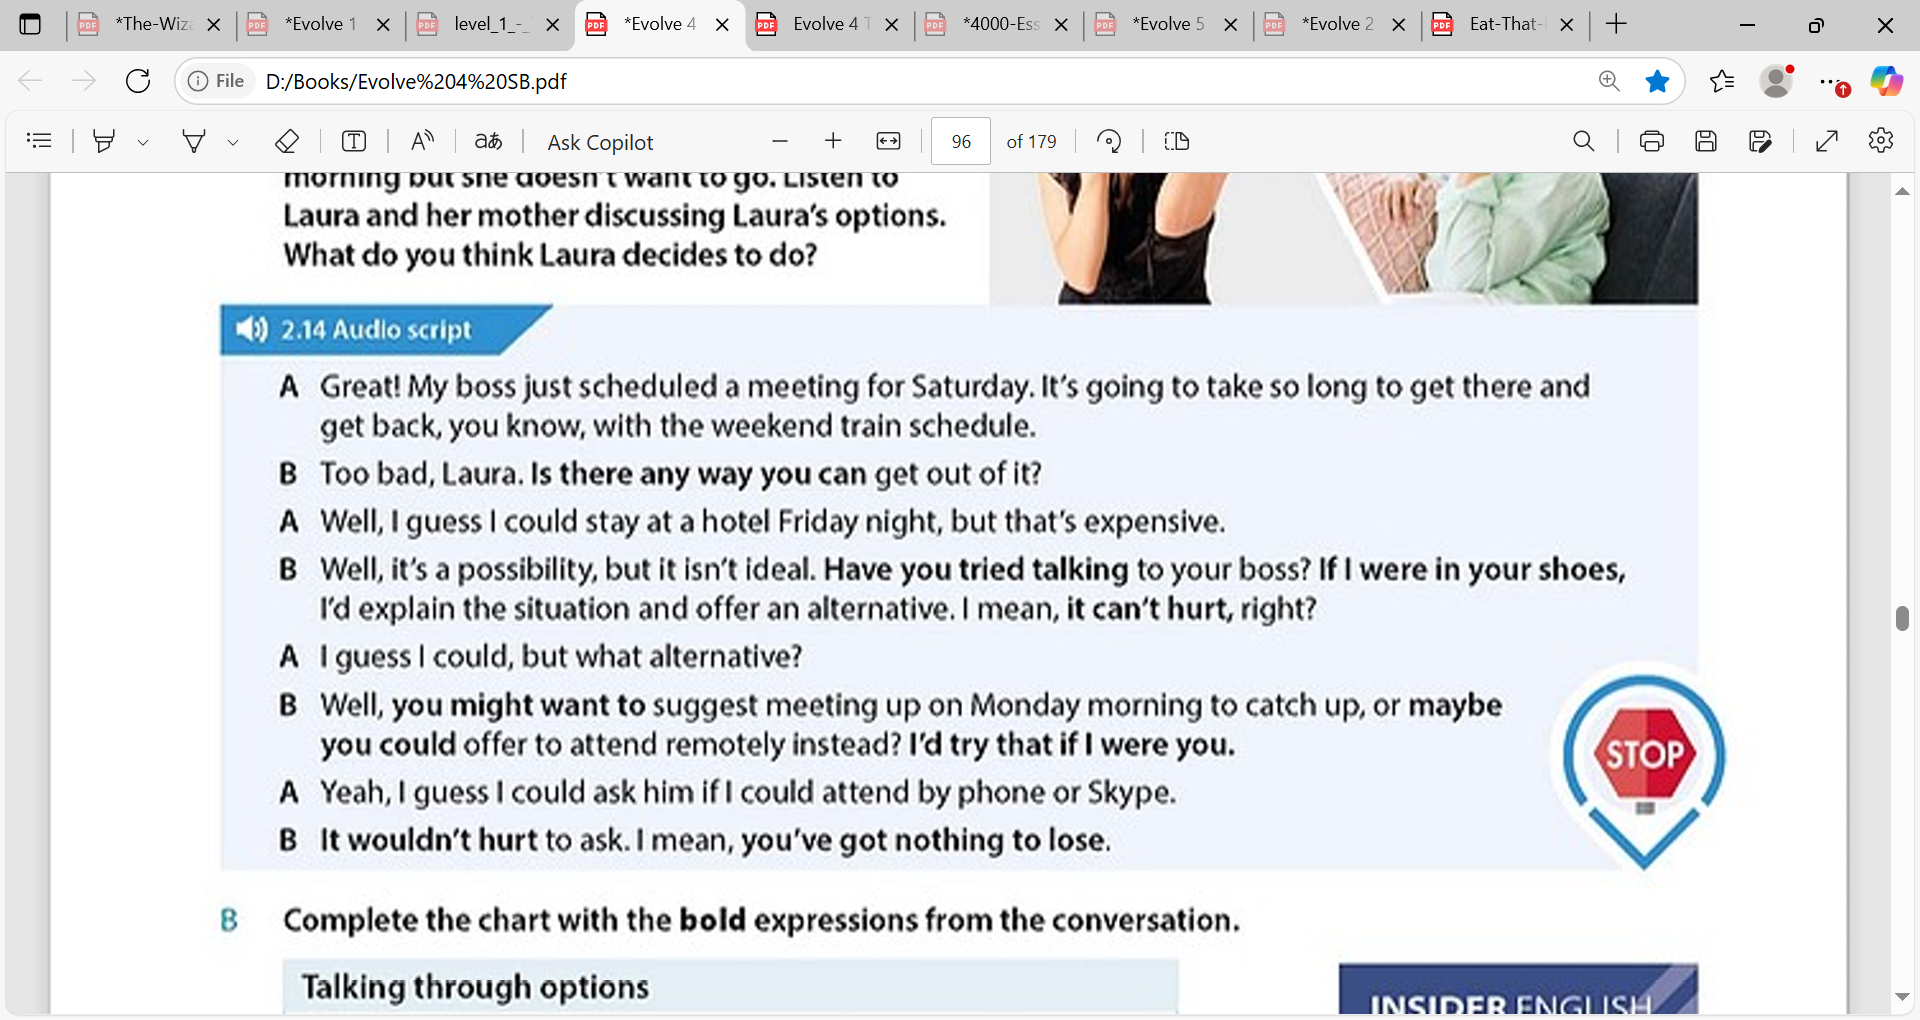 *The-Wiza
*Evolve 1
level_1_-_
*Evolve 4
Evolve 4 T
*4000-Ess
*Evolve 5
*Evolve 2
Eat-That-
File D:/Books/Evolve%204%20SB.pdf
Ask Copilot
96 of 179
morning but she doesn't want to go. Listen to
Laura and her mother discussing Laura's options.
What do you think Laura decides to do?
2.14 Audio script
A Great! My boss just scheduled a meeting for Saturday. It's going to take so long to get there and
get back, you know, with the weekend train schedule.
B Too bad, Laura. Is there any way you can get out of it?
A Well, I guess I could stay at a hotel Friday night, but that's expensive.
B Well, it's a possibility, but it isn't ideal. Have you tried talking to your boss? If I were in your shoes,
I'd explain the situation and offer an alternative. I mean, it can't hurt, right?
A I guess I could, but what alternative?
B Well, you might want to suggest meeting up on Monday morning to catch up, or maybe
you could offer to attend remotely instead? I'd try that if I were you.
STOP
A Yeah, I guess I could ask him if I could attend by phone or Skype.
B It wouldn't hurt to ask. I mean, you've got nothing to lose.
B Complete the chart with the bold expressions from the conversation.
Talking through options
INSIDER ENGLISH